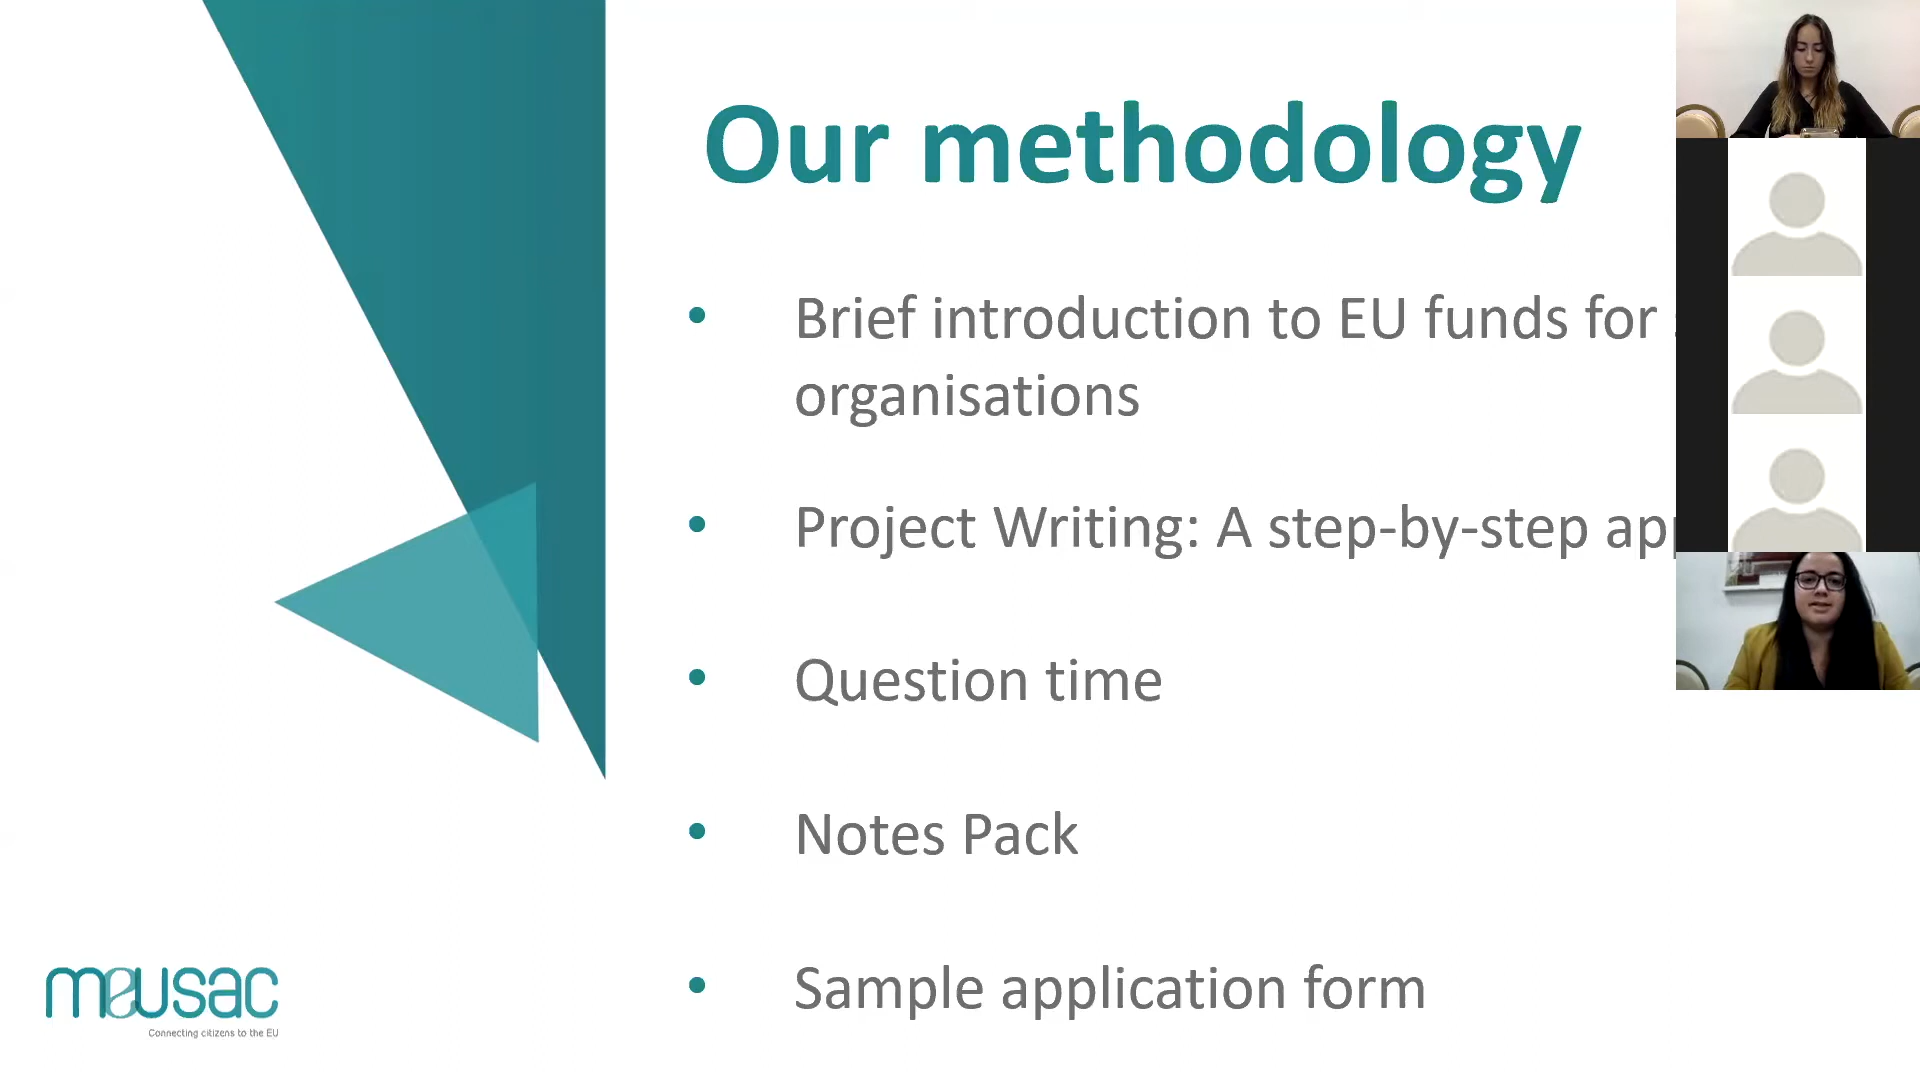 Our methodology
• Brief introduction to EU funds for
organisations
• Project Writing: A step-by-step
• Question time
• Notes Pack
• Sample application form
meusac
Connecting citizens to the EU